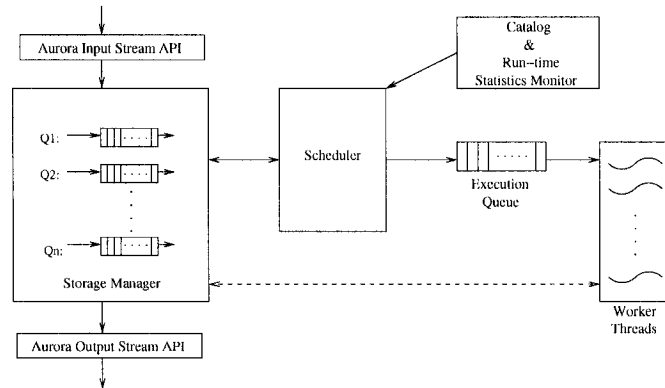 Aurora Input Stream API
Catalog
&
Run-time
Statistics Monitor
Q1:
Q2:
Qn:
Storage Manager
Scheduler
Execution
Queue
Worker
Threads
Aurora Output Stream API